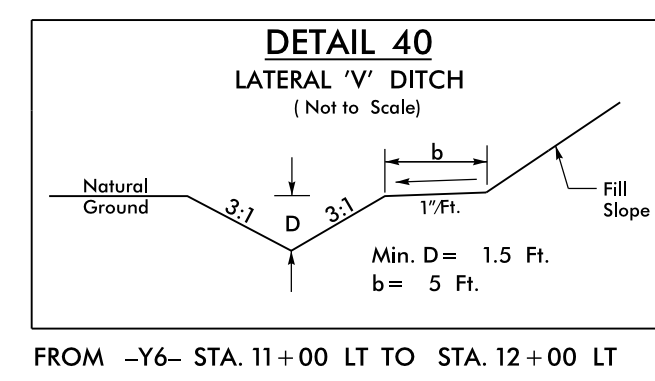 DETAIL 40
LATERAL 'V' DITCH
( Not to Scale)
b
Natural
Ground
3:1
D
3:1
1"/Ft.
Fill
Slope
Min. D= 1.5 Ft.
b= 5 Ft.
FROM -Y6- STA. 11+00 LT TO STA. 12+00 LT